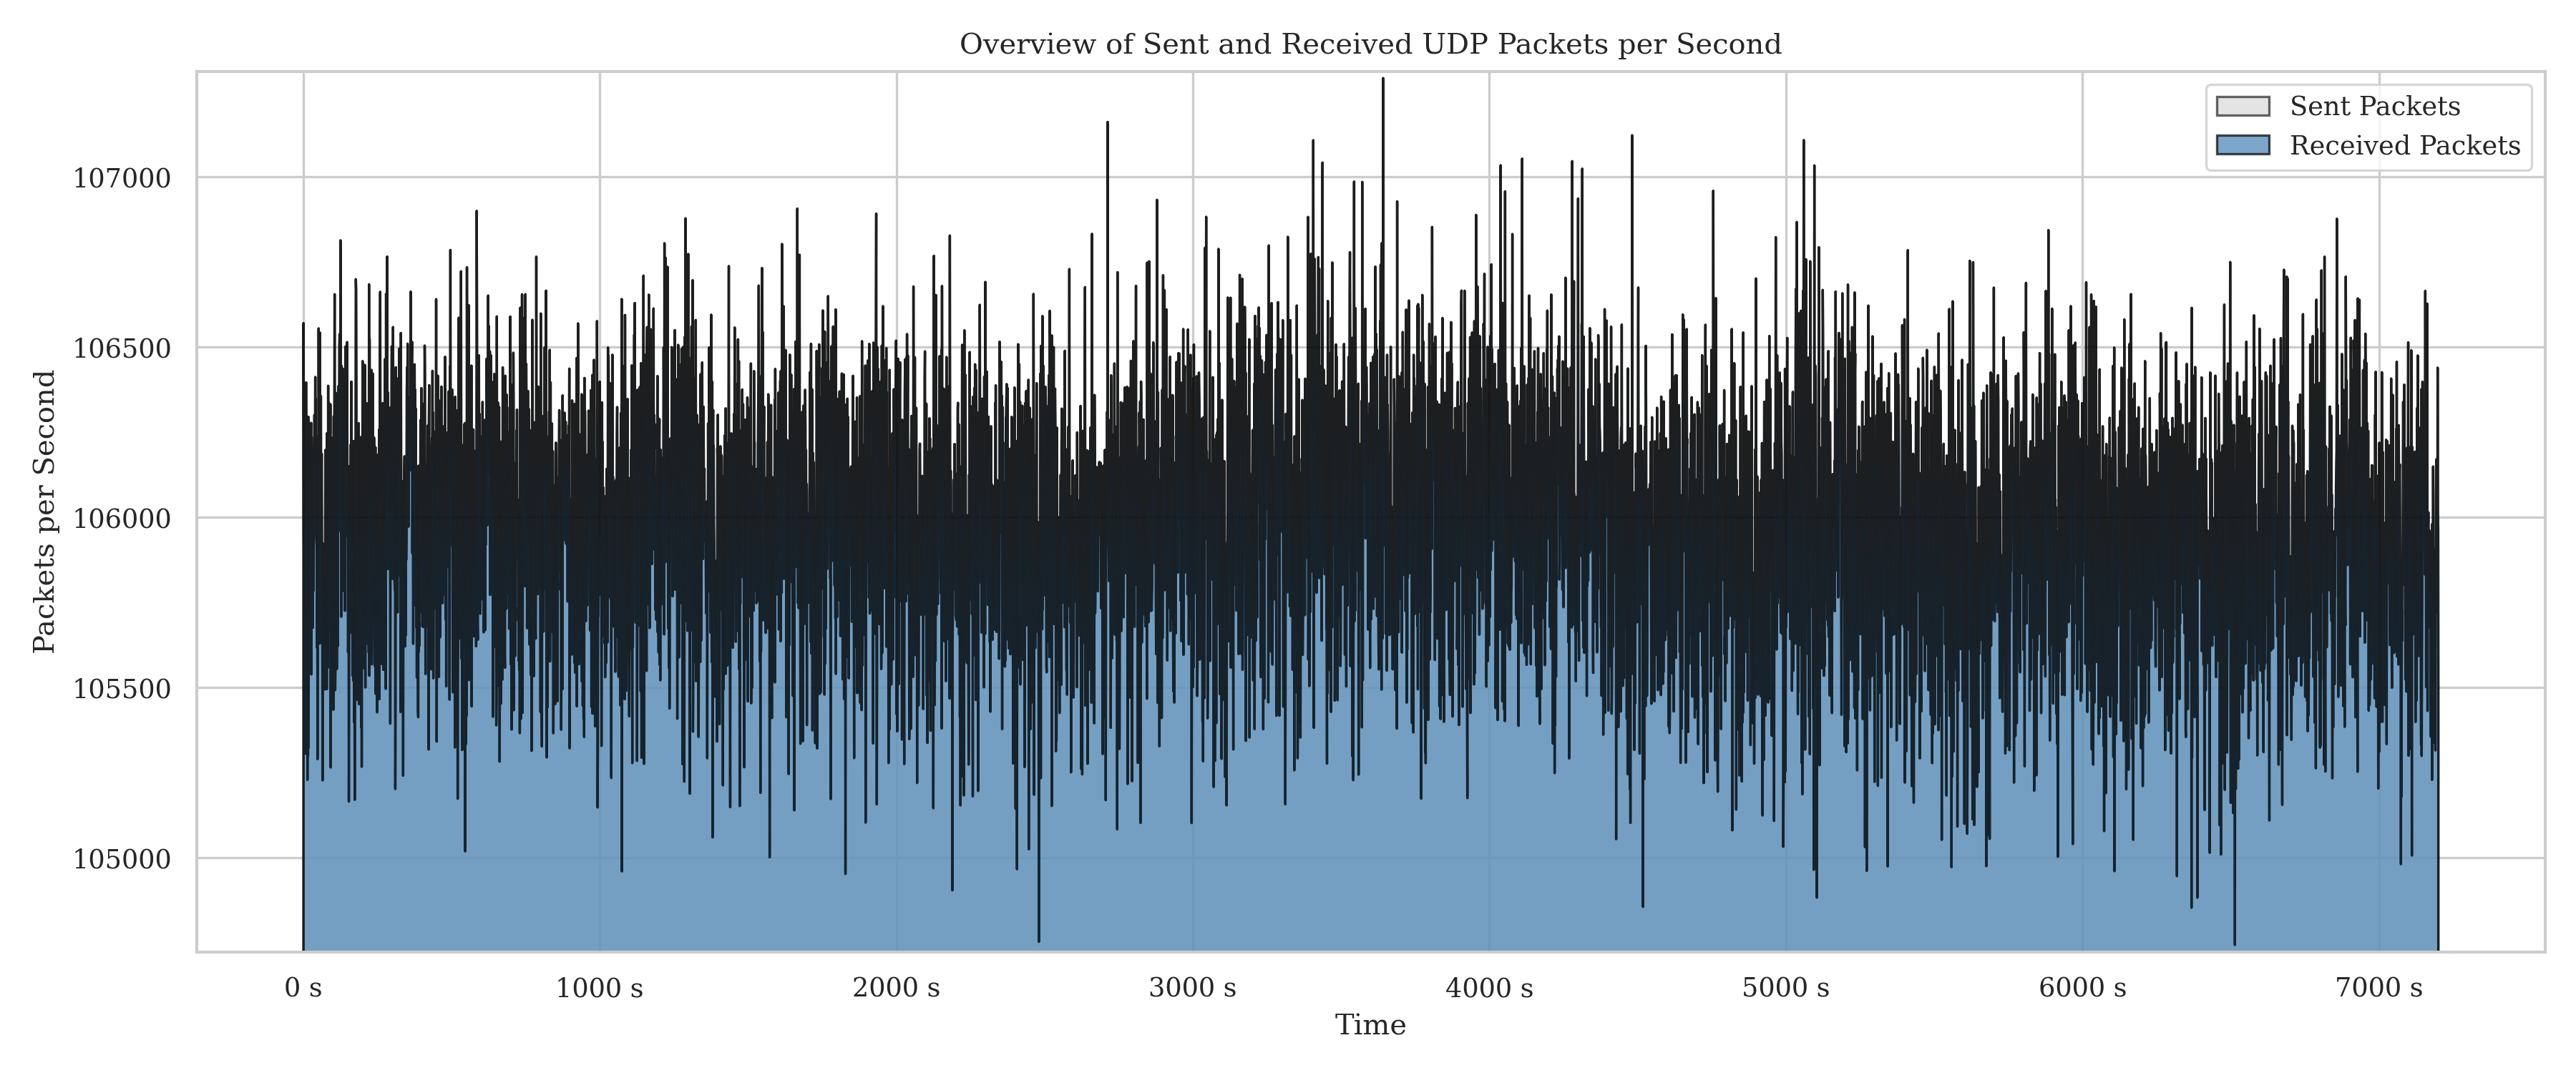 Overview of Sent and Received UDP Packets per Second
Sent Packets
Received Packets
Packets per Second
107000
106500
106000
105500
105000
0 s
1000 s
2000 s
3000 s
4000 s
5000 s
6000 s
7000 s
Time